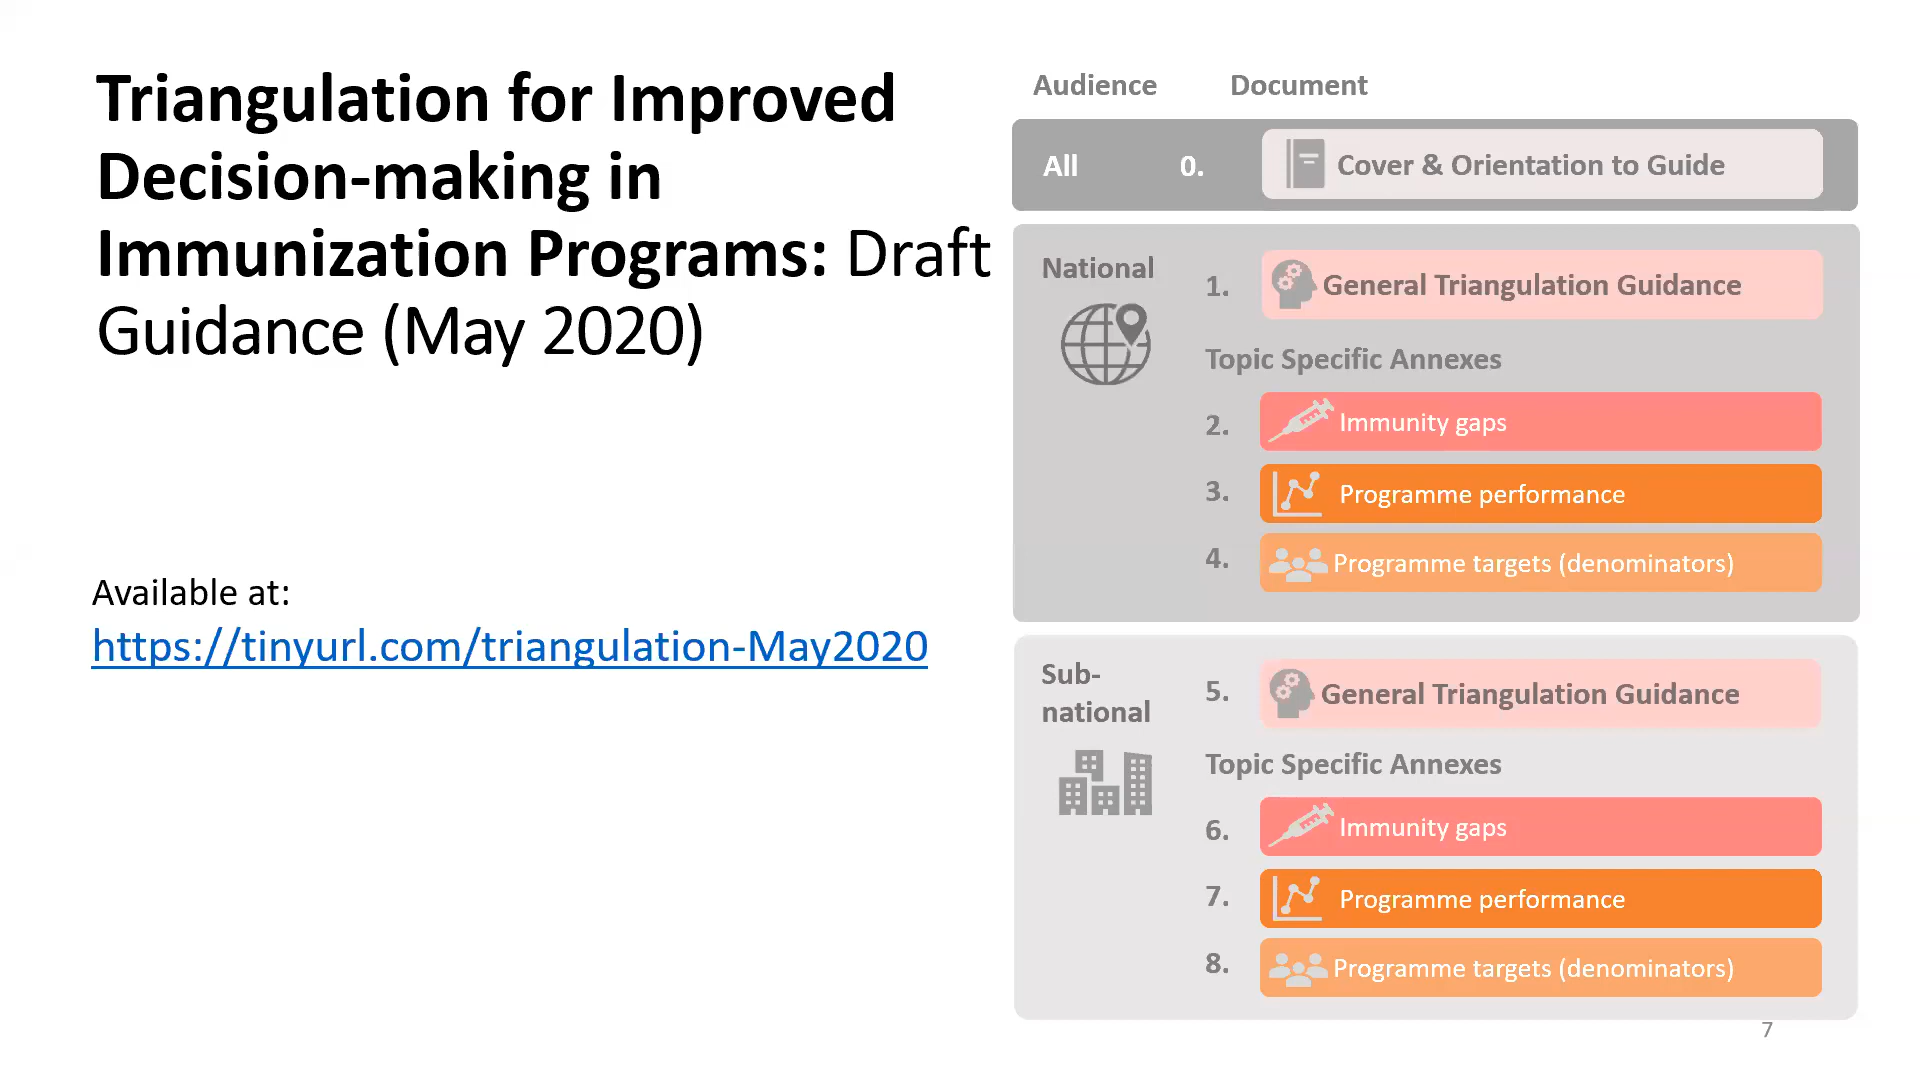 Triangulation for Improved
Decision-making in
Immunization Programs: Draft
Guidance (May 2020)
Available at:
https://tinyurl.com/triangulation-May2020
Audience Document
All 0. Cover & Orientation to Guide
National
1. General Triangulation Guidance
Topic Specific Annexes
2. Immunity gaps
3. Programme performance
4. Programme targets (denominators)
Sub-
national
5. General Triangulation Guidance
Topic Specific Annexes
6. Immunity gaps
7. Programme performance
8. Programme targets (denominators)
7